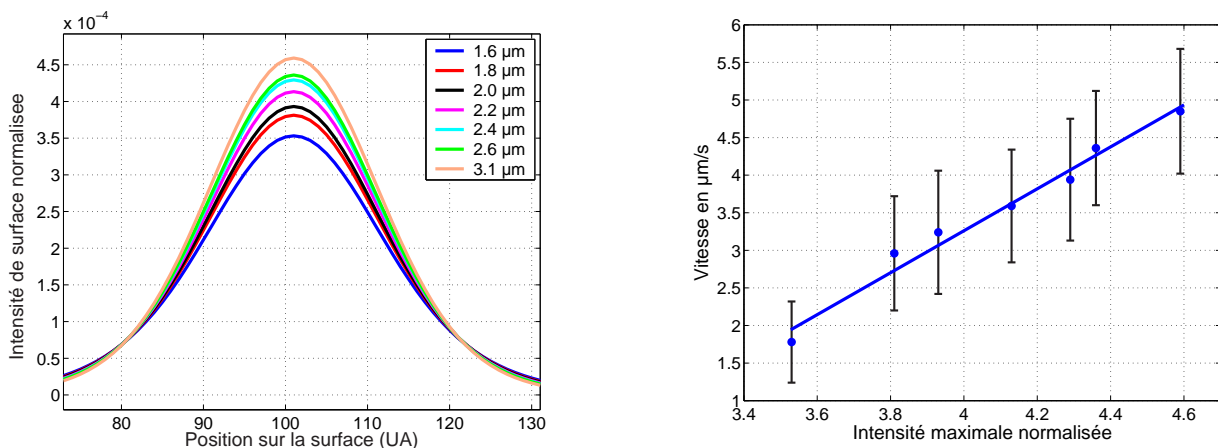 x 10⁻⁴
Intensité de surface normalisee
4.5
4
3.5
3
2.5
2
1.5
1
0.5
0
80 90 100 110 120 130
Position sur la surface (UA)
1.6 µm
1.8 µm
2.0 µm
2.2 µm
2.4 µm
2.6 µm
3.1 µm
Vitesse en µm/s
6
5.5
5
4.5
4
3.5
3
2.5
2
1.5
1
3.4 3.6 3.8 4 4.2 4.4 4.6
Intensité maximale normalisée